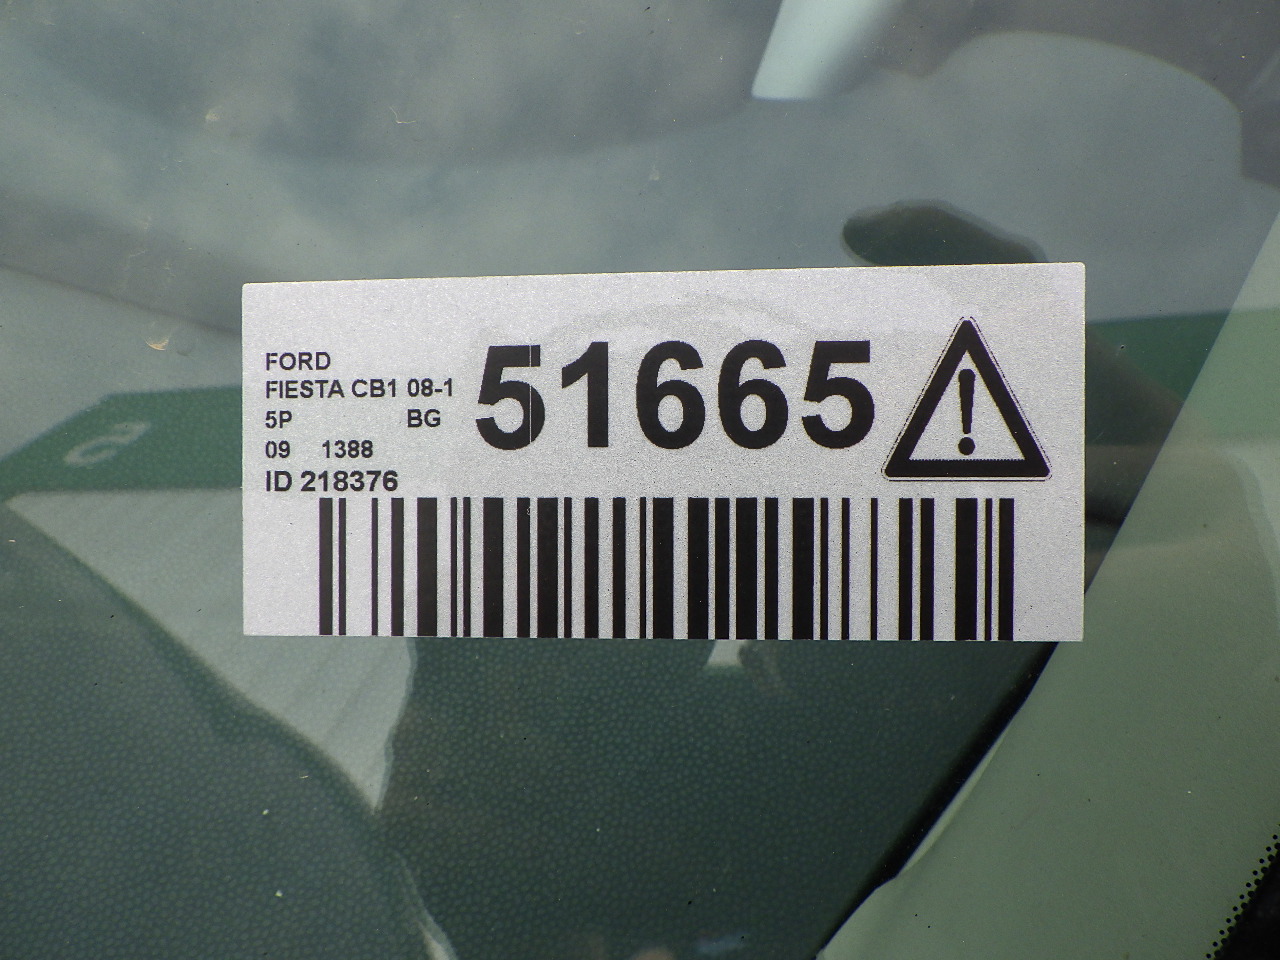 FORD
FIESTA CB1 08-1
5P BG
09 1388
ID 218376
51665